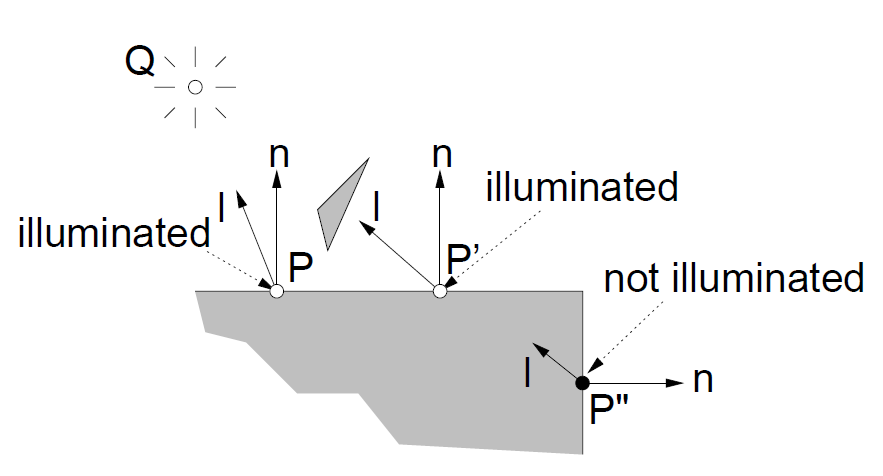 Q
n
n
l
l
illuminated
illuminated
P
P’
not illuminated
l
n
P"